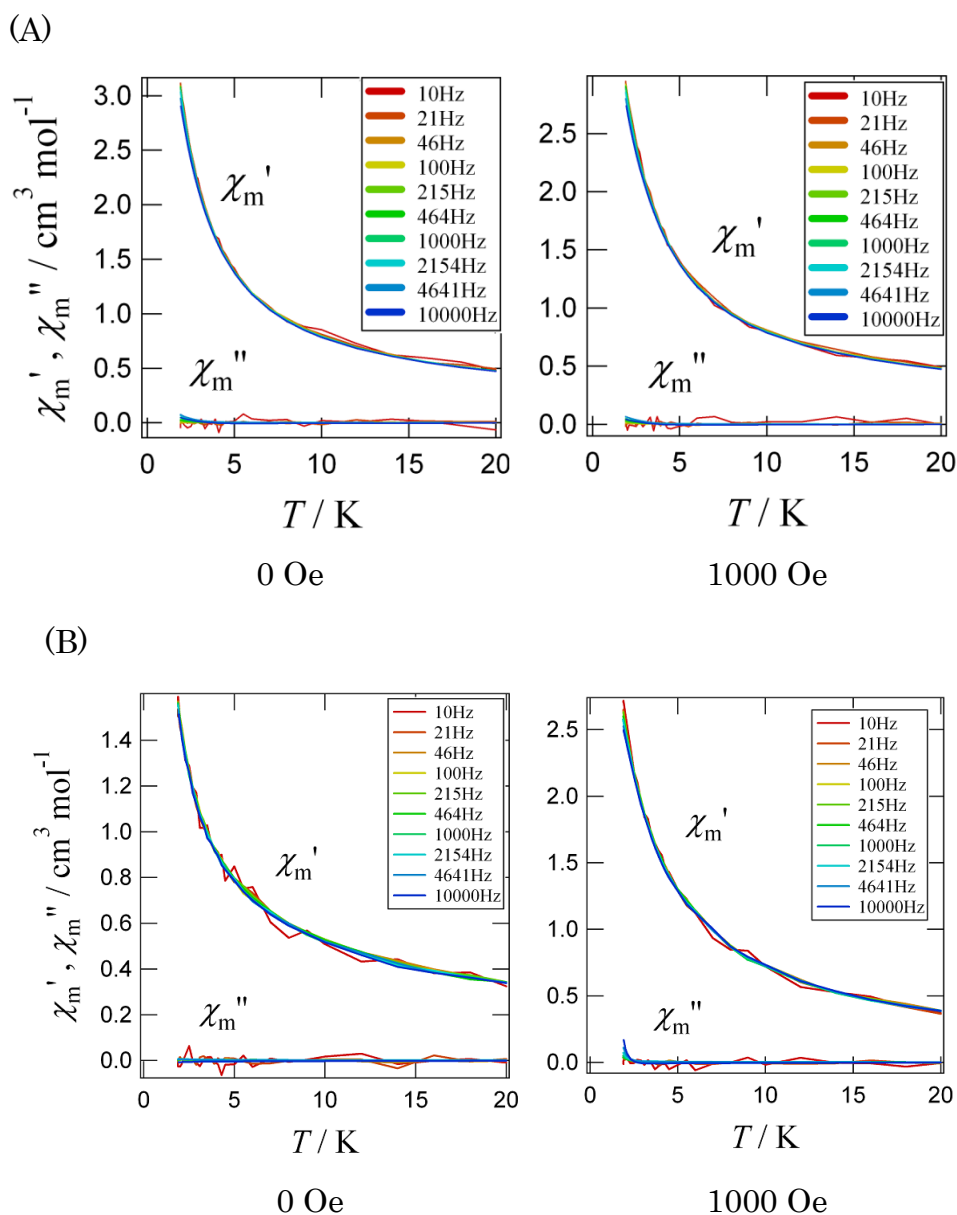 (A)
χm', χm'' / cm³ mol⁻¹
3.0
2.5
2.0
1.5
1.0
0.5
0.0
χm'
χm''
10Hz
21Hz
46Hz
100Hz
215Hz
464Hz
1000Hz
2154Hz
4641Hz
10000Hz
0 5 10 15 20
T / K
0 Oe
2.5
2.0
1.5
1.0
0.5
0.0
χm'
χm''
10Hz
21Hz
46Hz
100Hz
215Hz
464Hz
1000Hz
2154Hz
4641Hz
10000Hz
0 5 10 15 20
T / K
1000 Oe
(B)
χm', χm'' / cm³ mol⁻¹
1.4
1.2
1.0
0.8
0.6
0.4
0.2
0.0
χm'
χm''
10Hz
21Hz
46Hz
100Hz
215Hz
464Hz
1000Hz
2154Hz
4641Hz
10000Hz
0 5 10 15 20
T / K
0 Oe
2.5
2.0
1.5
1.0
0.5
0.0
χm'
χm''
10Hz
21Hz
46Hz
100Hz
215Hz
464Hz
1000Hz
2154Hz
4641Hz
10000Hz
0 5 10 15 20
T / K
1000 Oe